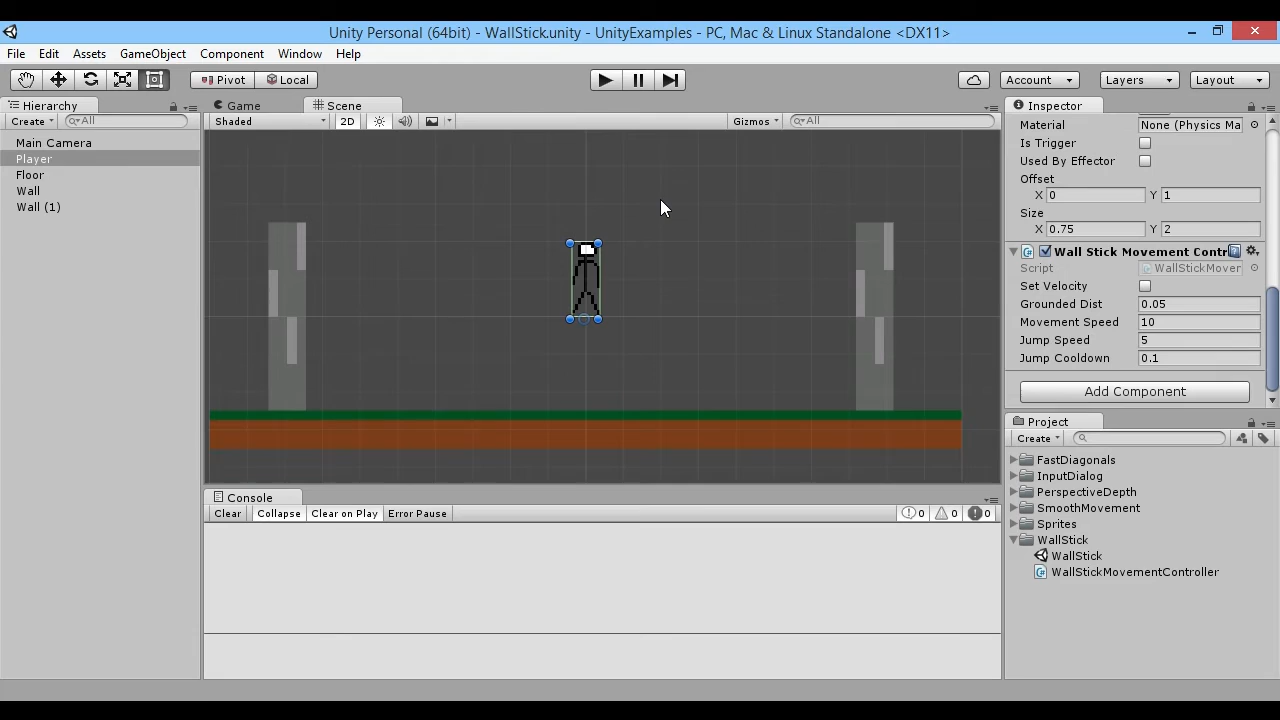 Unity Personal (64bit) - WallStick.unity - UnityExamples - PC, Mac & Linux Standalone <DX11>
File Edit Assets GameObject Component Window Help
Pivot Local Account Layers Layout
Hierarchy
Create All
Main Camera
Player
Floor
Wall
Wall (1)
Game Scene
Shaded 2D Gizmos All
Console
Clear Collapse Clear on Play Error Pause 0 0 0
Inspector
Material None (Physics Ma
Is Trigger
Used By Effector
Offset
X 0 Y 1
Size
X 0.75 Y 2
Wall Stick Movement Contr
Script WallStickMover
Set Velocity
Grounded Dist 0.05
Movement Speed 10
Jump Speed 5
Jump Cooldown 0.1
Add Component
Project
Create
FastDiagonals
InputDialog
PerspectiveDepth
SmoothMovement
Sprites
WallStick
WallStick
WallStickMovementController